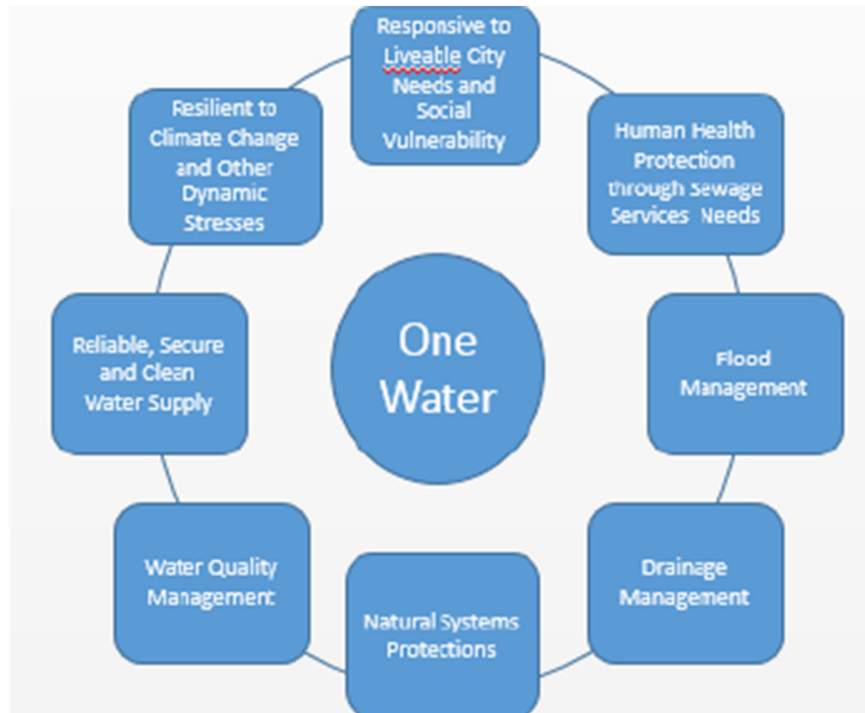 Responsive to
Liveable City
Needs and
Social
Vulnerability
Human Health
Protection
through Sewage
Services Needs
Flood
Management
Drainage
Management
Natural Systems
Protections
Water Quality
Management
Reliable, Secure
and Clean
Water Supply
Resilient to
Climate Change
and Other
Dynamic
Stresses
One
Water